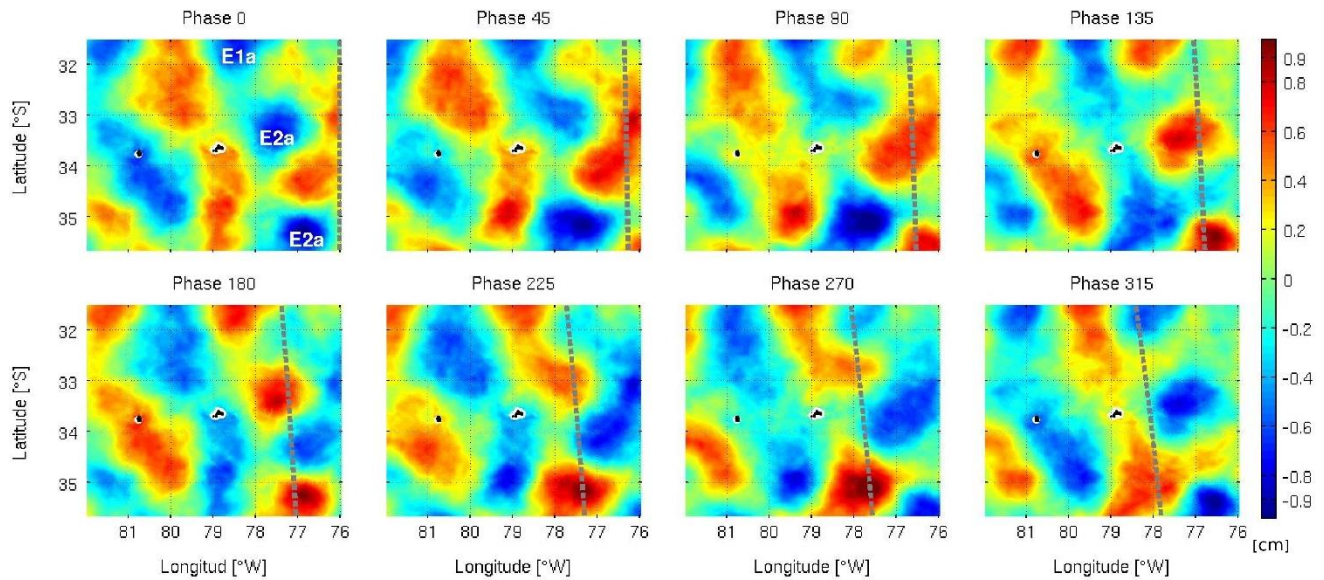 Phase 0 Phase 45 Phase 90 Phase 135
E1a
E2a
E2a
32
33
34
35
Latitude [°S]
0.9
0.8
0.6
0.4
0.2
0
-0.2
-0.4
-0.6
-0.8
-0.9
[cm]
Phase 180 Phase 225 Phase 270 Phase 315
32
33
34
35
Latitude [°S]
81 80 79 78 77 76 81 80 79 78 77 76 81 80 79 78 77 76 81 80 79 78 77 76
Longitud [°W] Longitude [°W] Longitude [°W] Longitude [°W]